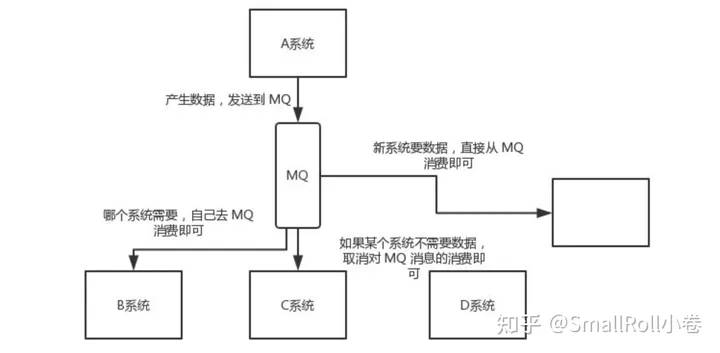 A系统
产生数据，发送到 MQ
MQ
新系统要数据，直接从 MQ
消费即可
哪个系统需要，自己去 MQ
消费即可
如果某个系统不需要数据，
取消对 MQ 消息的消费即
可
B系统
C系统
D系统
知乎 @SmallRoll小卷